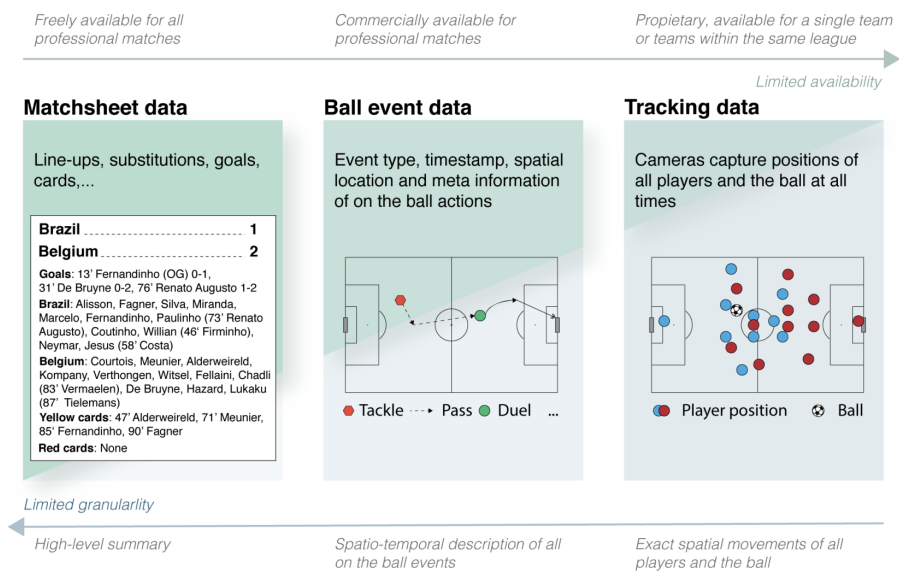 Freely available for all
professional matches
Commercially available for
professional matches
Propietary, available for a single team
or teams within the same league
Limited availability
Matchsheet data
Line-ups, substitutions, goals,
cards,...
Brazil 1
Belgium 2
Goals: 13' Fernandinho (OG) 0-1,
31' De Bruyne 0-2, 76' Renato Augusto 1-2
Brazil: Alisson, Fagner, Silva, Miranda,
Marcelo, Fernandinho, Paulinho (73' Renato
Augusto), Coutinho, Willian (46' Firminho),
Neymar, Jesus (58' Costa)
Belgium: Courtois, Meunier, Alderweireld,
Kompany, Verthongen, Witsel, Fellaini, Chadli
(83' Vermaelen), De Bruyne, Hazard, Lukaku
(87' Tielemans)
Yellow cards: 47' Alderweireld, 71' Meunier,
85' Fernandinho, 90' Fagner
Red cards: None
Ball event data
Event type, timestamp, spatial
location and meta information
of on the ball actions
Tackle Pass Duel ...
Tracking data
Cameras capture positions of
all players and the ball at all
times
Player position Ball
Limited granularlity
High-level summary
Spatio-temporal description of all
on the ball events
Exact spatial movements of all
players and the ball